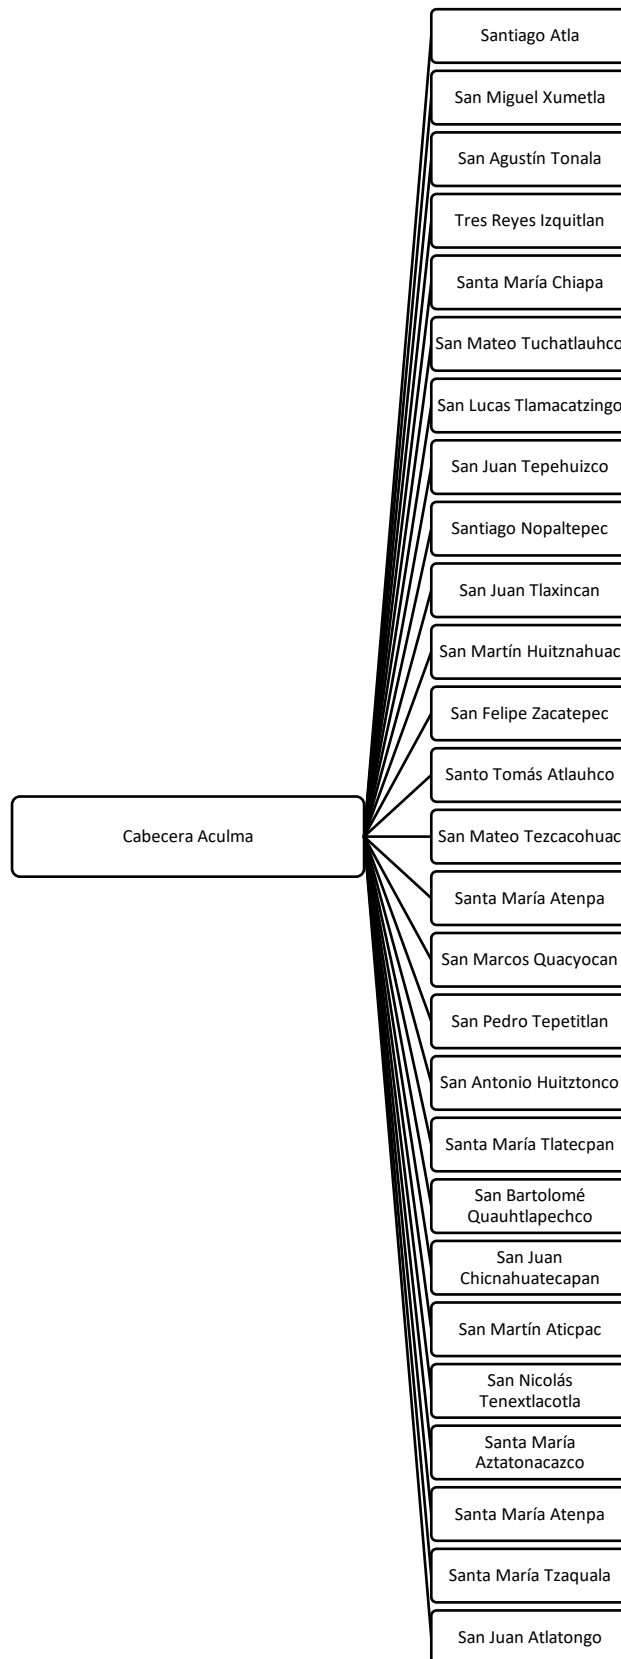 Santiago Atla
San Miguel Xumetla
San Agustín Tonala
Tres Reyes Izquitlan
Santa María Chiapa
San Mateo Tuchatlauhco
San Lucas Tlamacatzingo
San Juan Tepehuizco
Santiago Nopaltepec
San Juan Tlaxincan
San Martín Huitznahuac
San Felipe Zacatepec
Santo Tomás Atlauhco
Cabecera Aculma
San Mateo Tezcacohuac
Santa María Atenpa
San Marcos Quacyocan
San Pedro Tepetitlan
San Antonio Huitztonco
Santa María Tlatecpan
San Bartolomé
Quauhtlapechco
San Juan
Chicnahuatecapan
San Martín Aticpac
San Nicolás
Tenextlacotla
Santa María
Aztatonacazco
Santa María Atenpa
Santa María Tzaquala
San Juan Atlatongo